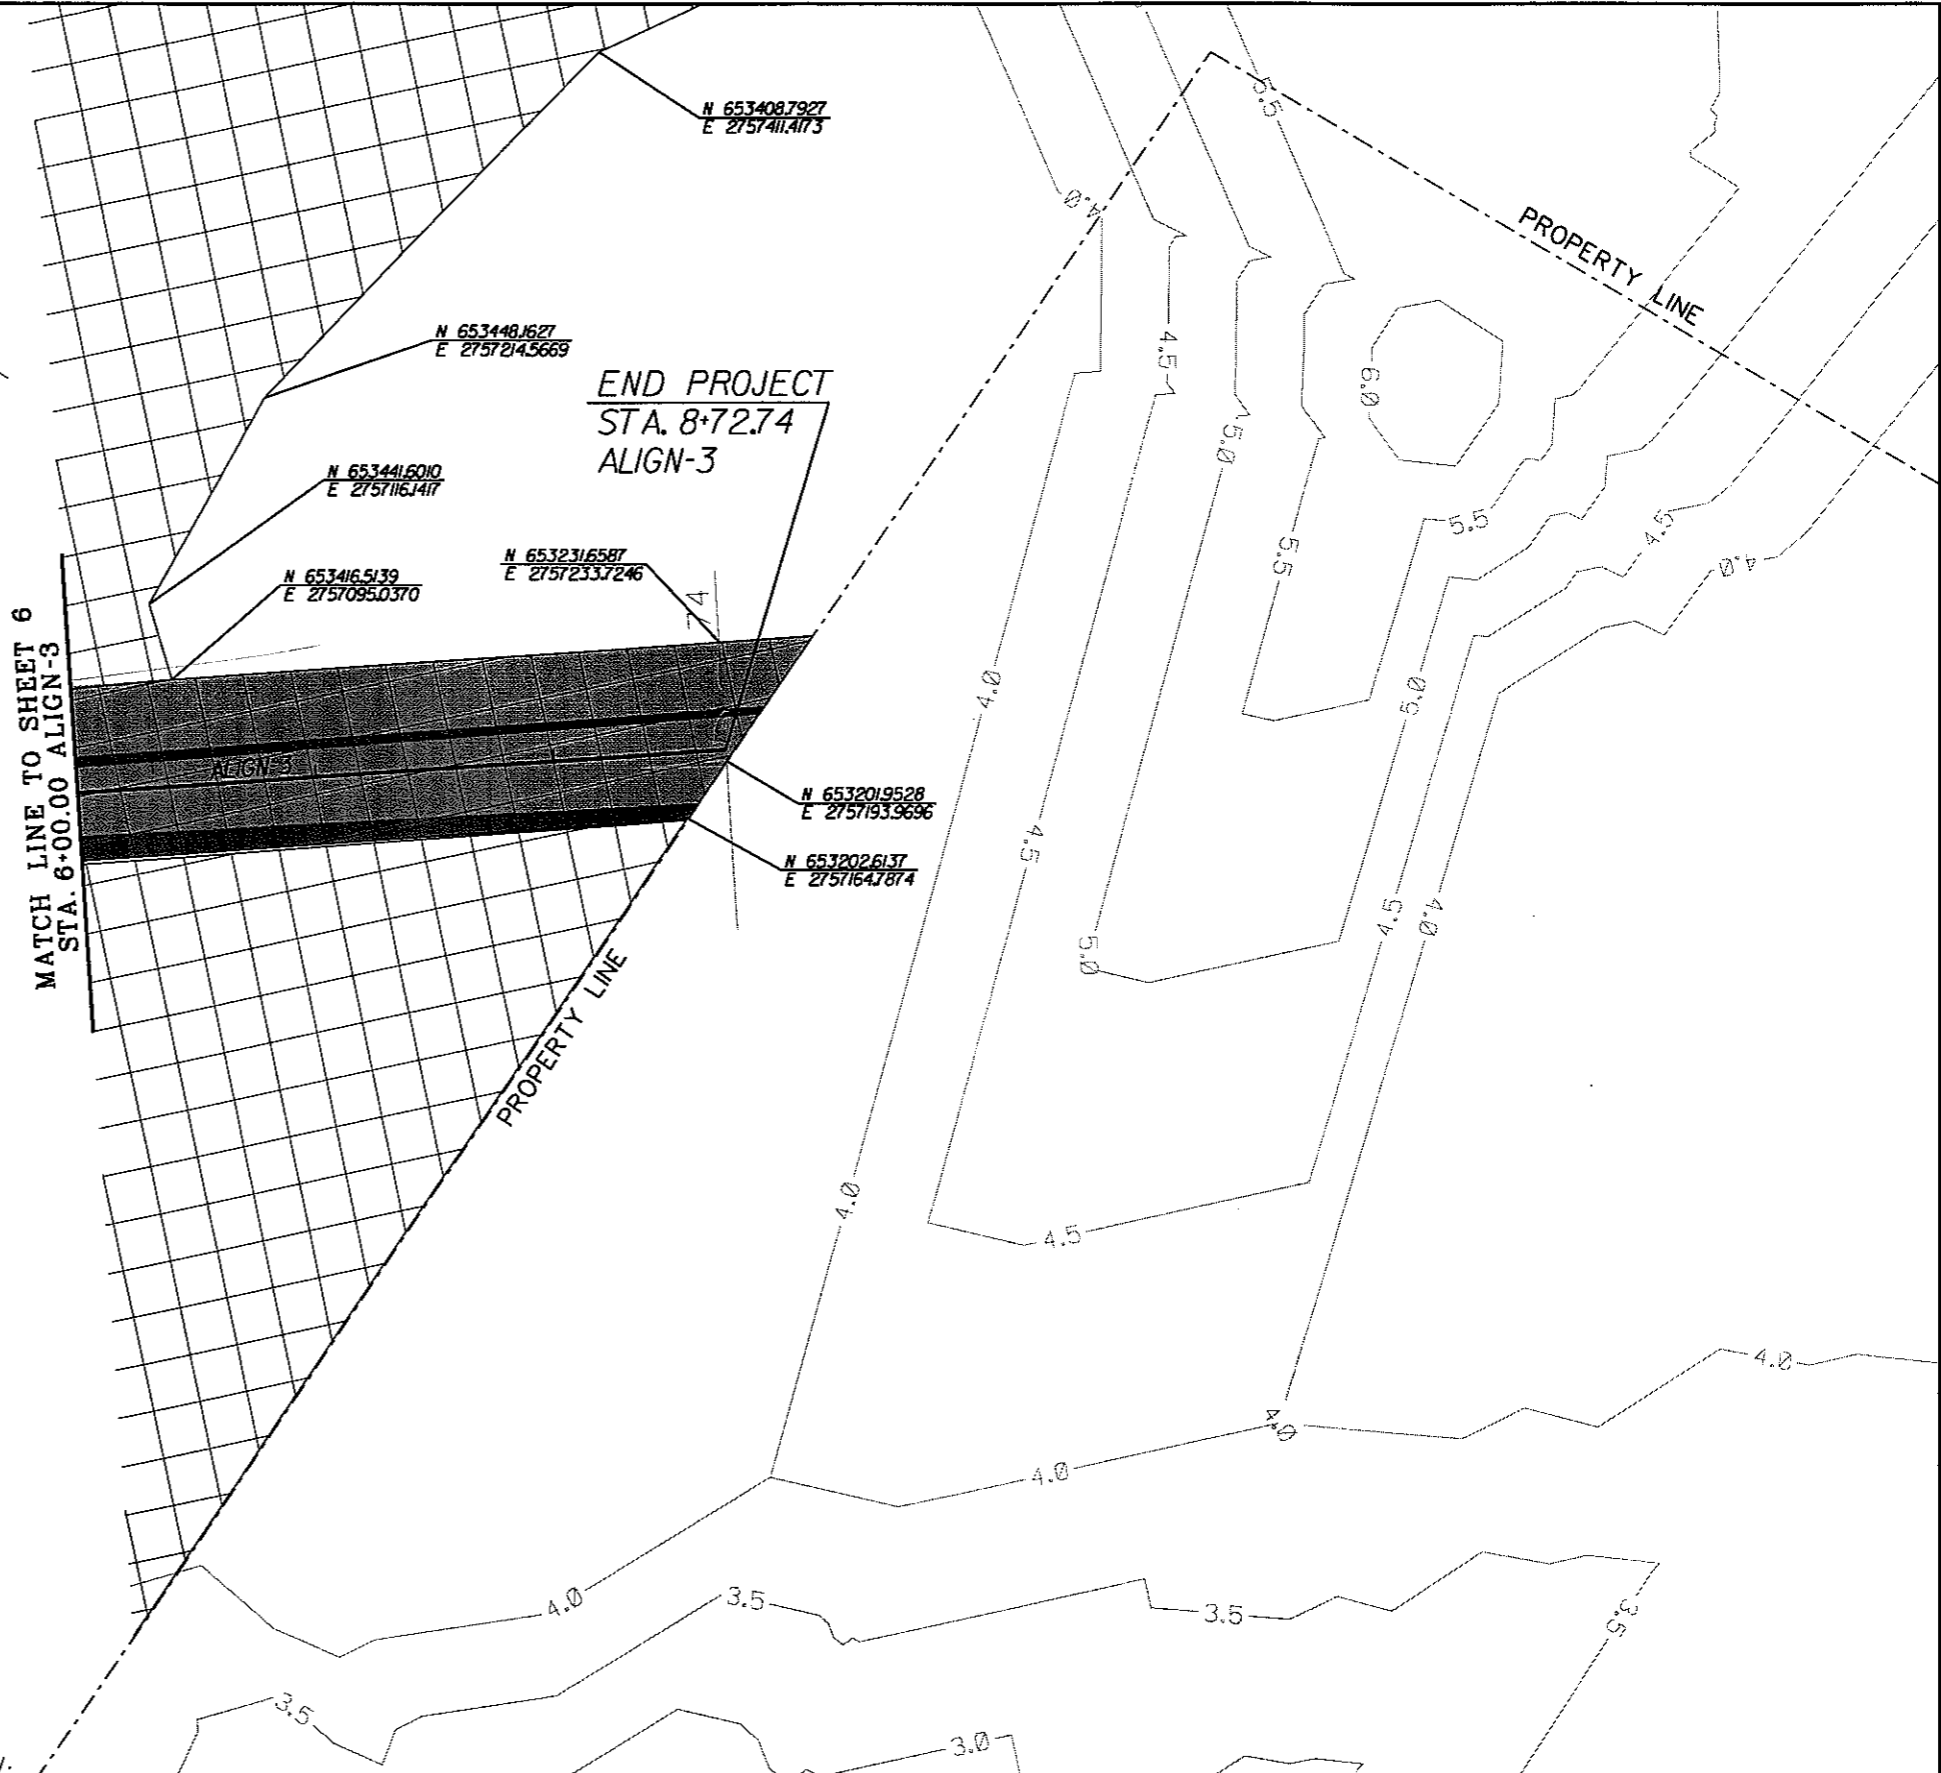 N 653408.7927
E 2757411.4173
N 653448.1627
E 2757214.5669
END PROJECT
STA. 8+72.74
ALIGN-3
N 653441.6010
E 2757116.1417
N 653416.5139
E 2757095.0370
N 653231.6587
E 2757233.7246
74
MATCH LINE TO SHEET 6
STA. 6+00.00 ALIGN-3
ALIGN-3
N 653201.9528
E 2757193.9696
N 653202.6137
E 2757164.7874
PROPERTY LINE
PROPERTY LINE
5.5
4.0
4.5
5.0
6.0
5.5
5.5
4.5
4.0
4.0
5.0
4.5
4.5
4.0
5.0
4.0
4.5
4.0
4.0
4.0
4.0
3.5
3.5
3.5
3.5
3.0